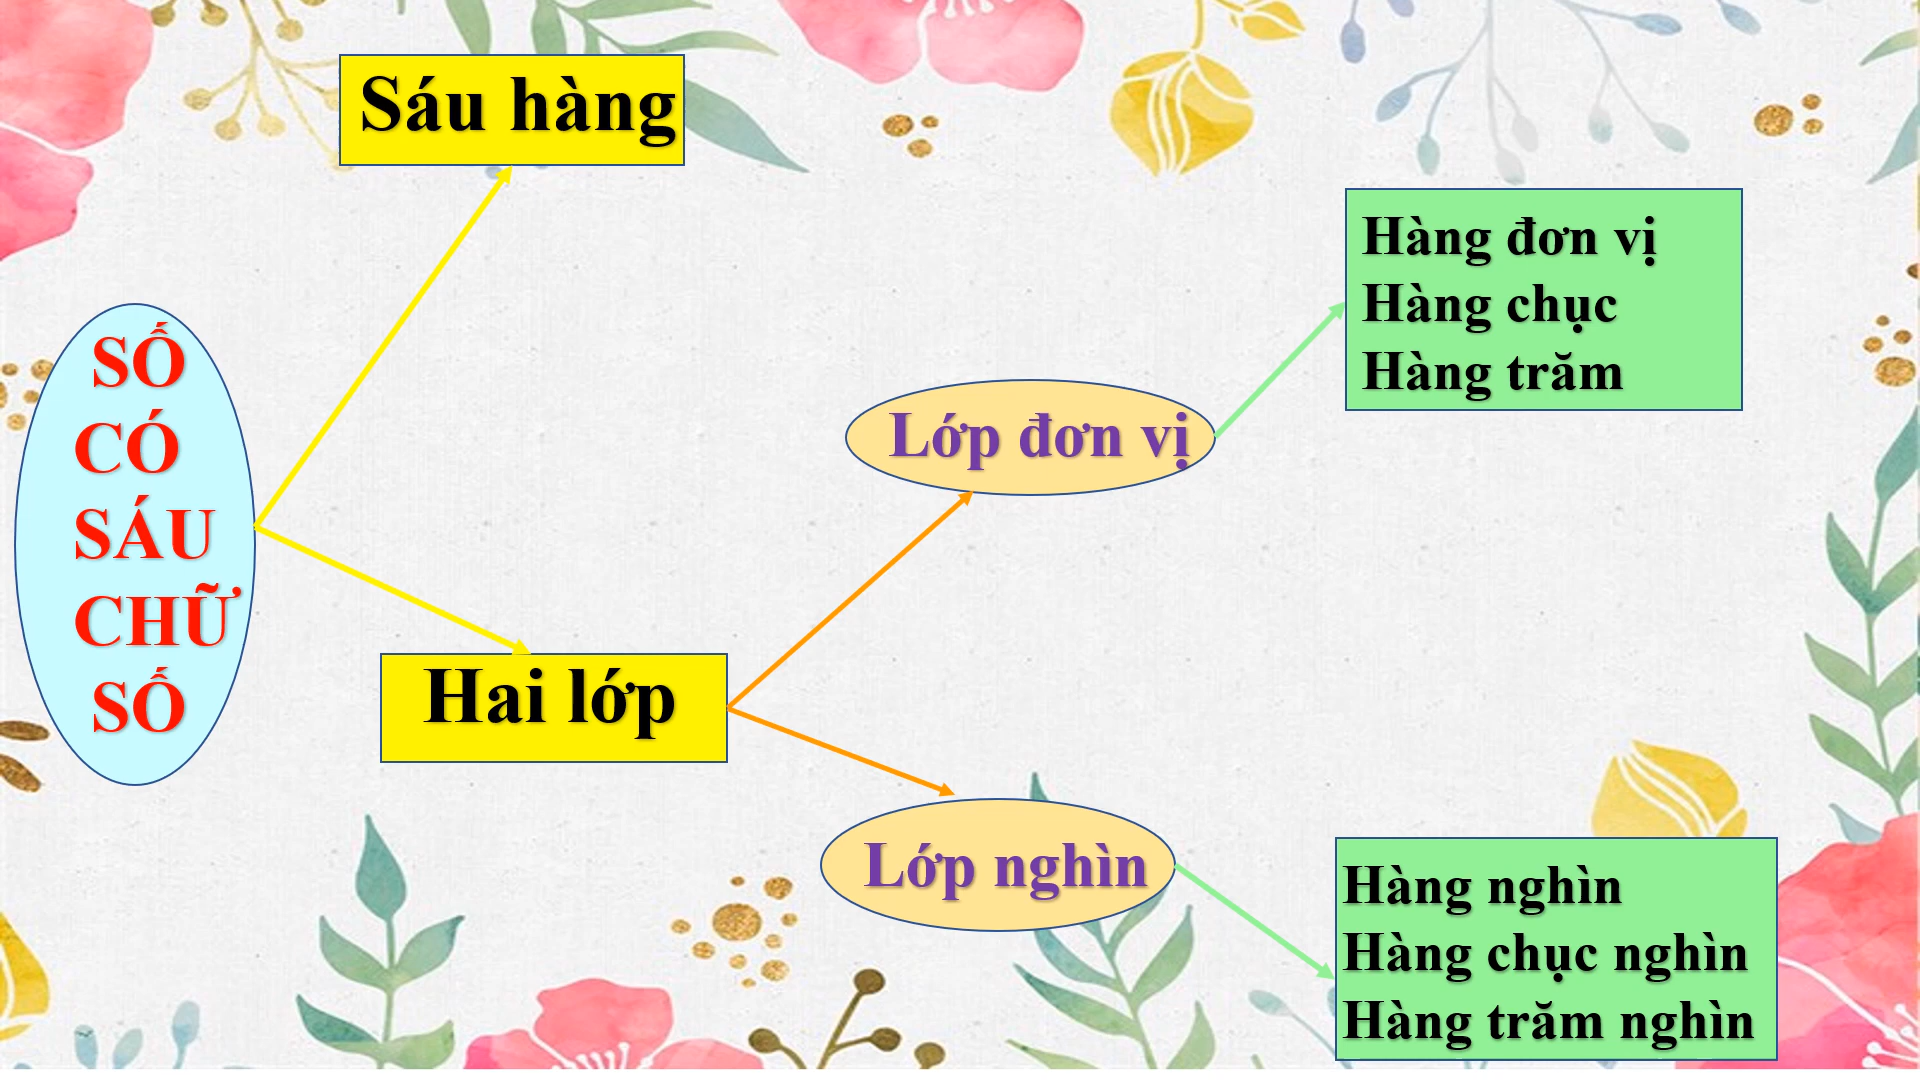 SỐ
CÓ
SÁU
CHỮ
SỐ
Sáu hàng
Hai lớp
Lớp đơn vị
Hàng đơn vị
Hàng chục
Hàng trăm
Lớp nghìn
Hàng nghìn
Hàng chục nghìn
Hàng trăm nghìn